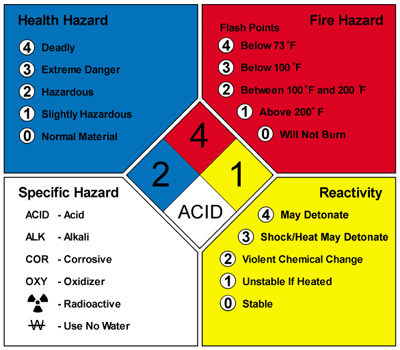 Health Hazard
4 Deadly
3 Extreme Danger
2 Hazardous
1 Slightly Hazardous
0 Normal Material
Fire Hazard
Flash Points
4 Below 73°F
3 Below 100°F
2 Between 100°F and 200°F
1 Above 200°F
0 Will Not Burn
4
2
1
ACID
Specific Hazard
ACID - Acid
ALK - Alkali
COR - Corrosive
OXY - Oxidizer
- Radioactive
W - Use No Water
Reactivity
4 May Detonate
3 Shock/Heat May Detonate
2 Violent Chemical Change
1 Unstable If Heated
0 Stable